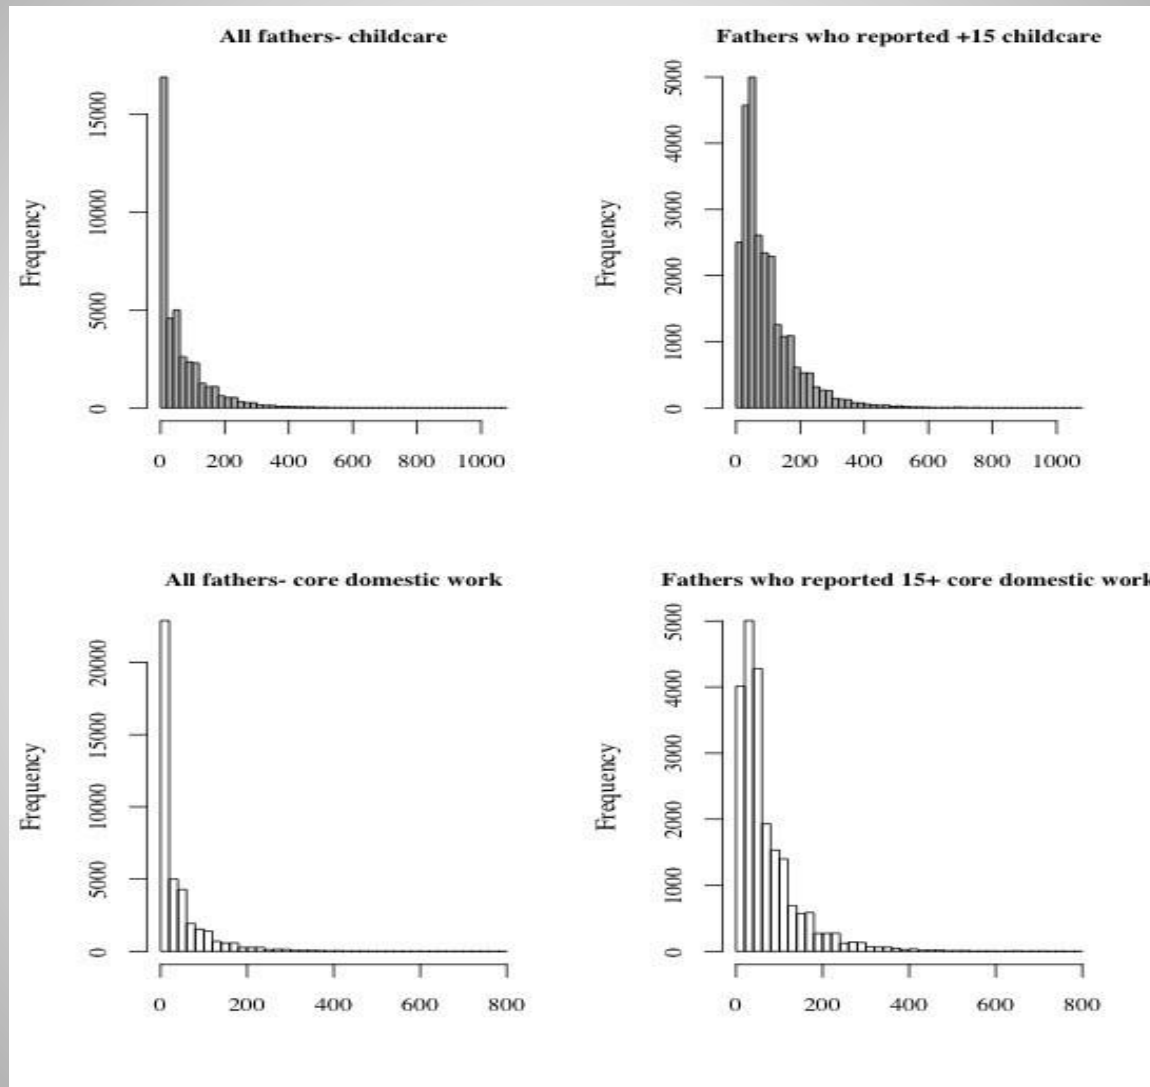 All fathers- childcare
Frequency
15000
10000
5000
0
0 200 400 600 800 1000
Fathers who reported +15 childcare
Frequency
5000
4000
3000
2000
1000
0
0 200 400 600 800 1000
All fathers- core domestic work
Frequency
20000
15000
10000
5000
0
0 200 400 600 800
Fathers who reported 15+ core domestic work
Frequency
5000
4000
3000
2000
1000
0
0 200 400 600 800